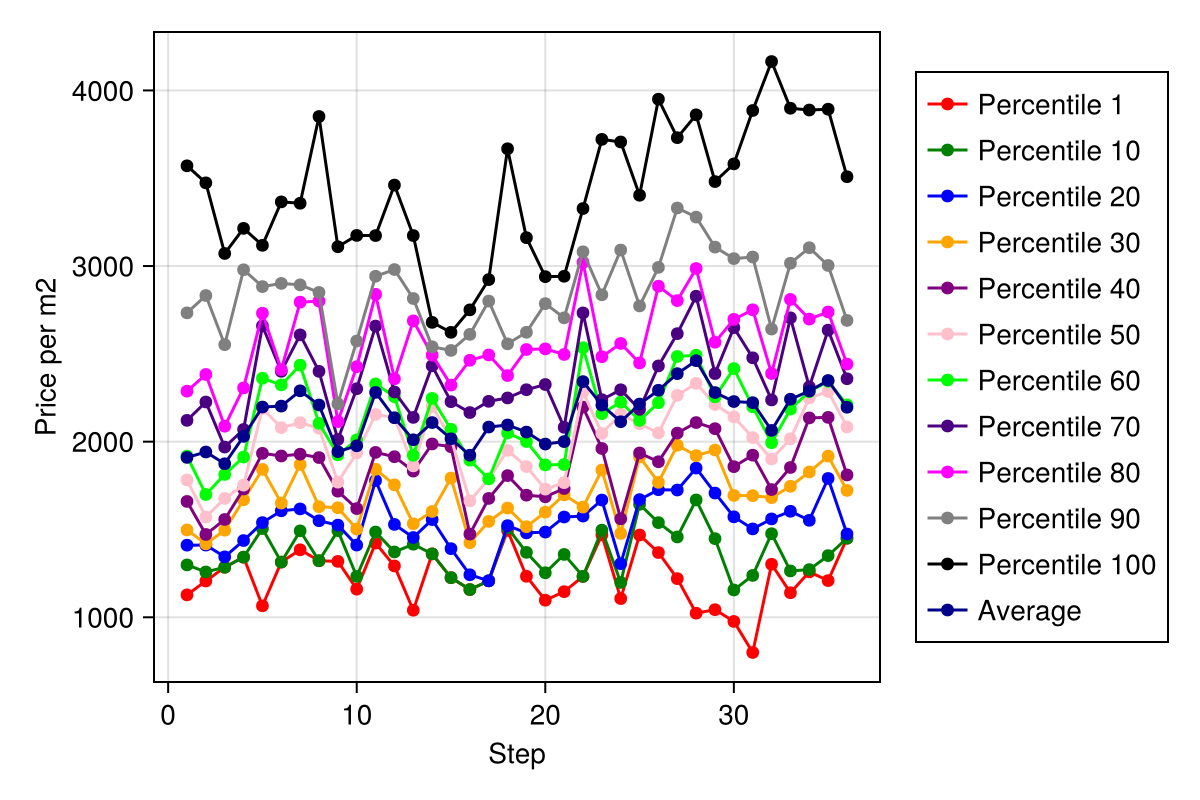 4000
3000
2000
1000
Price per m2
0
10
20
30
Step
Percentile 1
Percentile 10
Percentile 20
Percentile 30
Percentile 40
Percentile 50
Percentile 60
Percentile 70
Percentile 80
Percentile 90
Percentile 100
Average